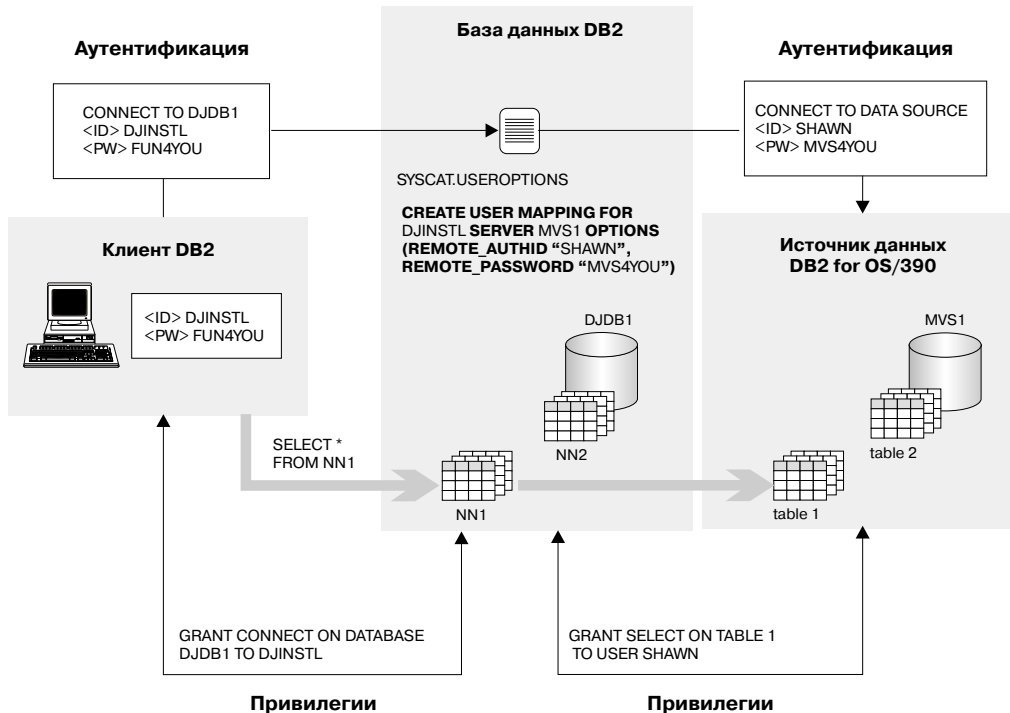 База данных DB2
Аутентификация
Аутентификация
CONNECT TO DJDB1
<ID> DJINSTL
<PW> FUN4YOU
CONNECT TO DATA SOURCE
<ID> SHAWN
<PW> MVS4YOU
SYSCAT.USEROPTIONS
CREATE USER MAPPING FOR
DJINSTL SERVER MVS1 OPTIONS
(REMOTE_AUTHID “SHAWN”,
REMOTE_PASSWORD “MVS4YOU”)
Клиент DB2
<ID> DJINSTL
<PW> FUN4YOU
Источник данных
DB2 for OS/390
DJDB1
MVS1
NN2
table 2
SELECT *
FROM NN1
NN1
table 1
GRANT CONNECT ON DATABASE
DJDB1 TO DJINSTL
GRANT SELECT ON TABLE 1
TO USER SHAWN
Привилегии
Привилегии